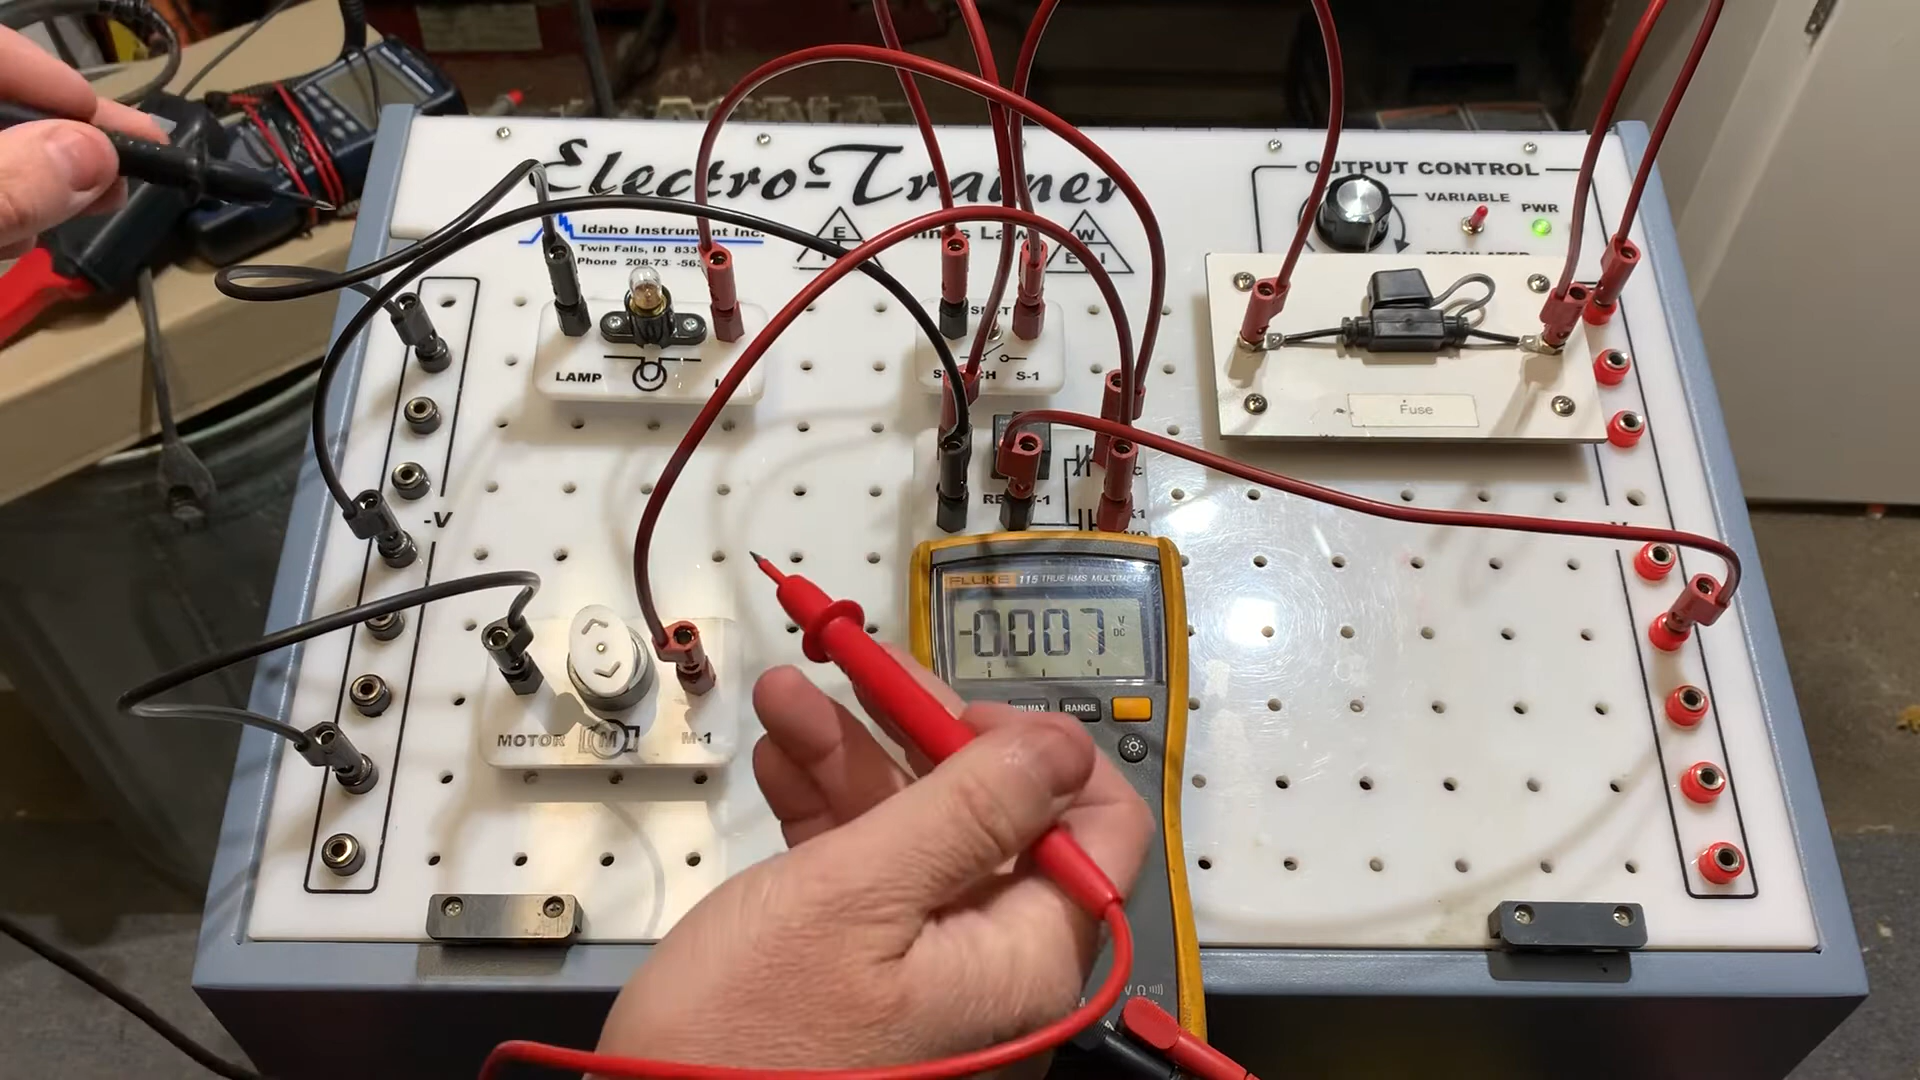 Electro-Trainer
OUTPUT CONTROL
VARIABLE
PWR
Idaho Instrument Inc.
Twin Falls, ID
Phone 208-73
E
W
E I
LAMP
S-1
Fuse
-V
FLUKE 115 TRUE RMS MULTIMETER
-0.007 V DC
RANGE
MOTOR M M-1
V Ω